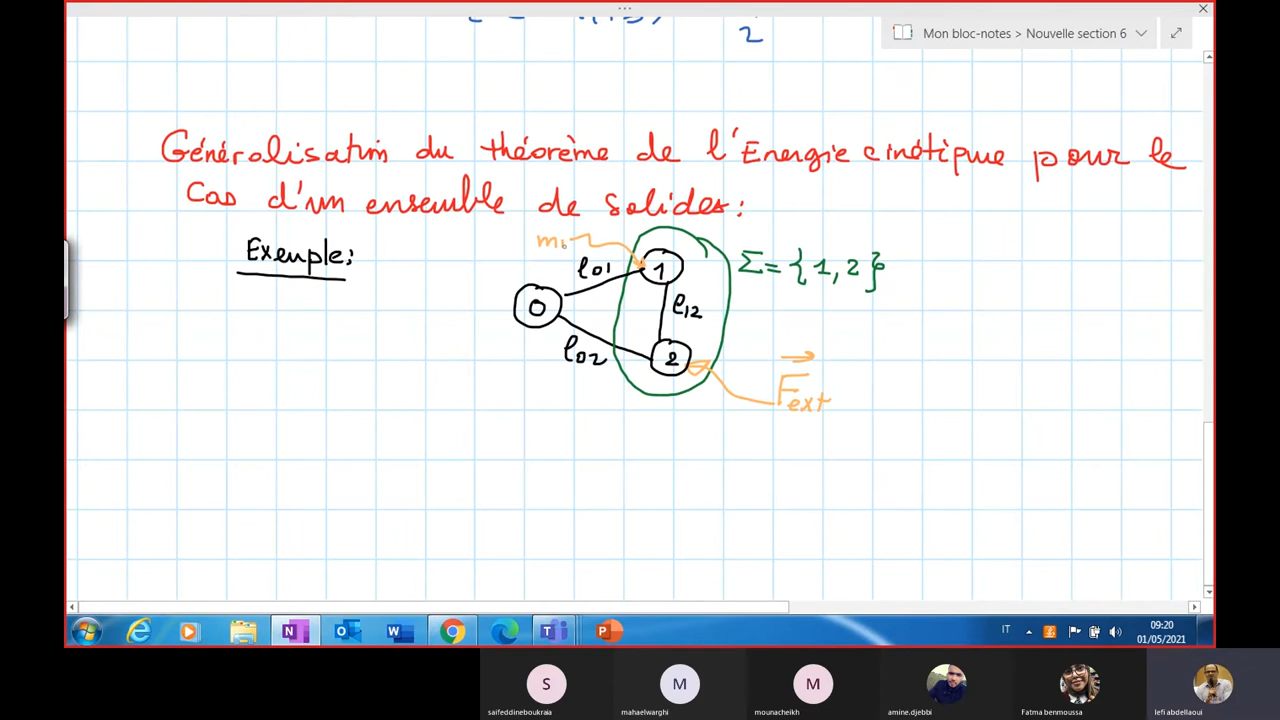 2
Mon bloc-notes > Nouvelle section 6
Généralisation du théorème de l'Energie cinétique pour le
Cas d'un ensemble de solides:
Exemple:
m
l01
1
Σ = {1, 2}
0
l12
l02
2
Fext
IT
09:20
01/05/2021
S
M
M
saifeddineboukraia
mahaelwarghi
mounacheikh
amine.djebbi
Fatma benmoussa
lefi abdellaoui